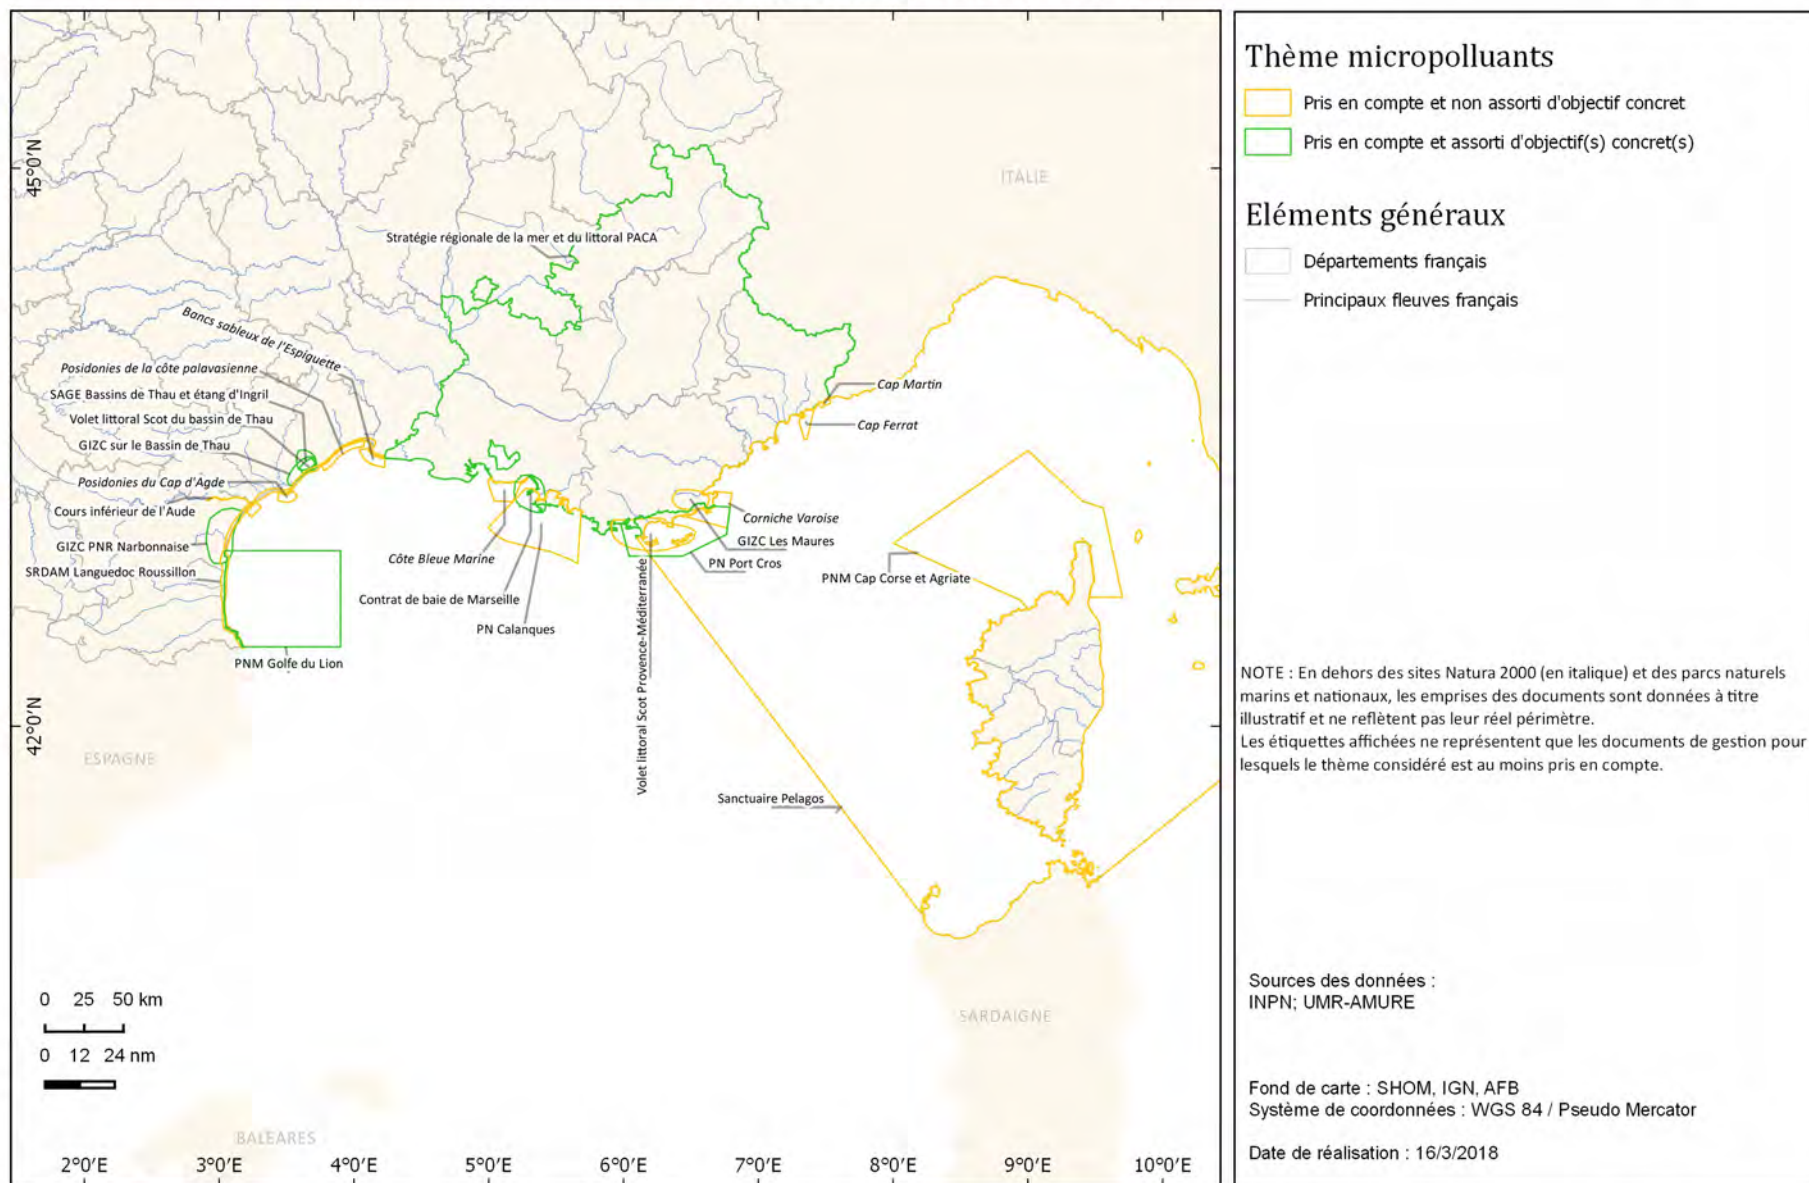 45°0'N
42°0'N
ITALIE
Stratégie régionale de la mer et du littoral PACA
Bancs sableux de l'Espiguette
Posidonies de la côte palavasienne
SAGE Bassins de Thau et étang d'Ingril
Volet littoral Scot du bassin de Thau
GIZC sur le Bassin de Thau
Posidonies du Cap d'Agde
Cours inférieur de l'Aude
GIZC PNR Narbonnaise
SRDAM Languedoc Roussillon
PNM Golfe du Lion
Côte Bleue Marine
Contrat de baie de Marseille
PN Calanques
Volet littoral Scot Provence-Méditerranée
Cap Martin
Cap Ferrat
Corniche Varoise
GIZC Les Maures
PN Port Cros
PNM Cap Corse et Agriate
Sanctuaire Pelagos
ESPAGNE
SARDAIGNE
BALEARES
0 25 50 km
0 12 24 nm
2°0'E 3°0'E 4°0'E 5°0'E 6°0'E 7°0'E 8°0'E 9°0'E 10°0'E
Thème micropolluants
Pris en compte et non assorti d'objectif concret
Pris en compte et assorti d'objectif(s) concret(s)
Eléments généraux
Départements français
Principaux fleuves français
NOTE : En dehors des sites Natura 2000 (en italique) et des parcs naturels
marins et nationaux, les emprises des documents sont données à titre
illustratif et ne reflètent pas leur réel périmètre.
Les étiquettes affichées ne représentent que les documents de gestion pour
lesquels le thème considéré est au moins pris en compte.
Sources des données :
INPN; UMR-AMURE
Fond de carte : SHOM, IGN, AFB
Système de coordonnées : WGS 84 / Pseudo Mercator
Date de réalisation : 16/3/2018